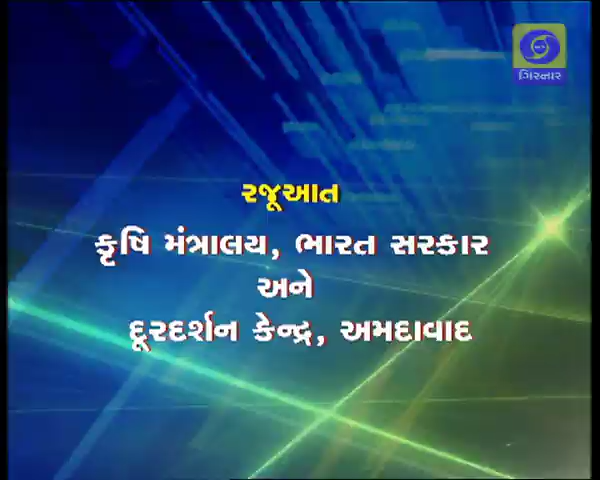 ગિરનાર
રજૂઆત
કૃષિ મંત્રાલય, ભારત સરકાર
અને
દૂરદર્શન કેન્દ્ર, અમદાવાદ